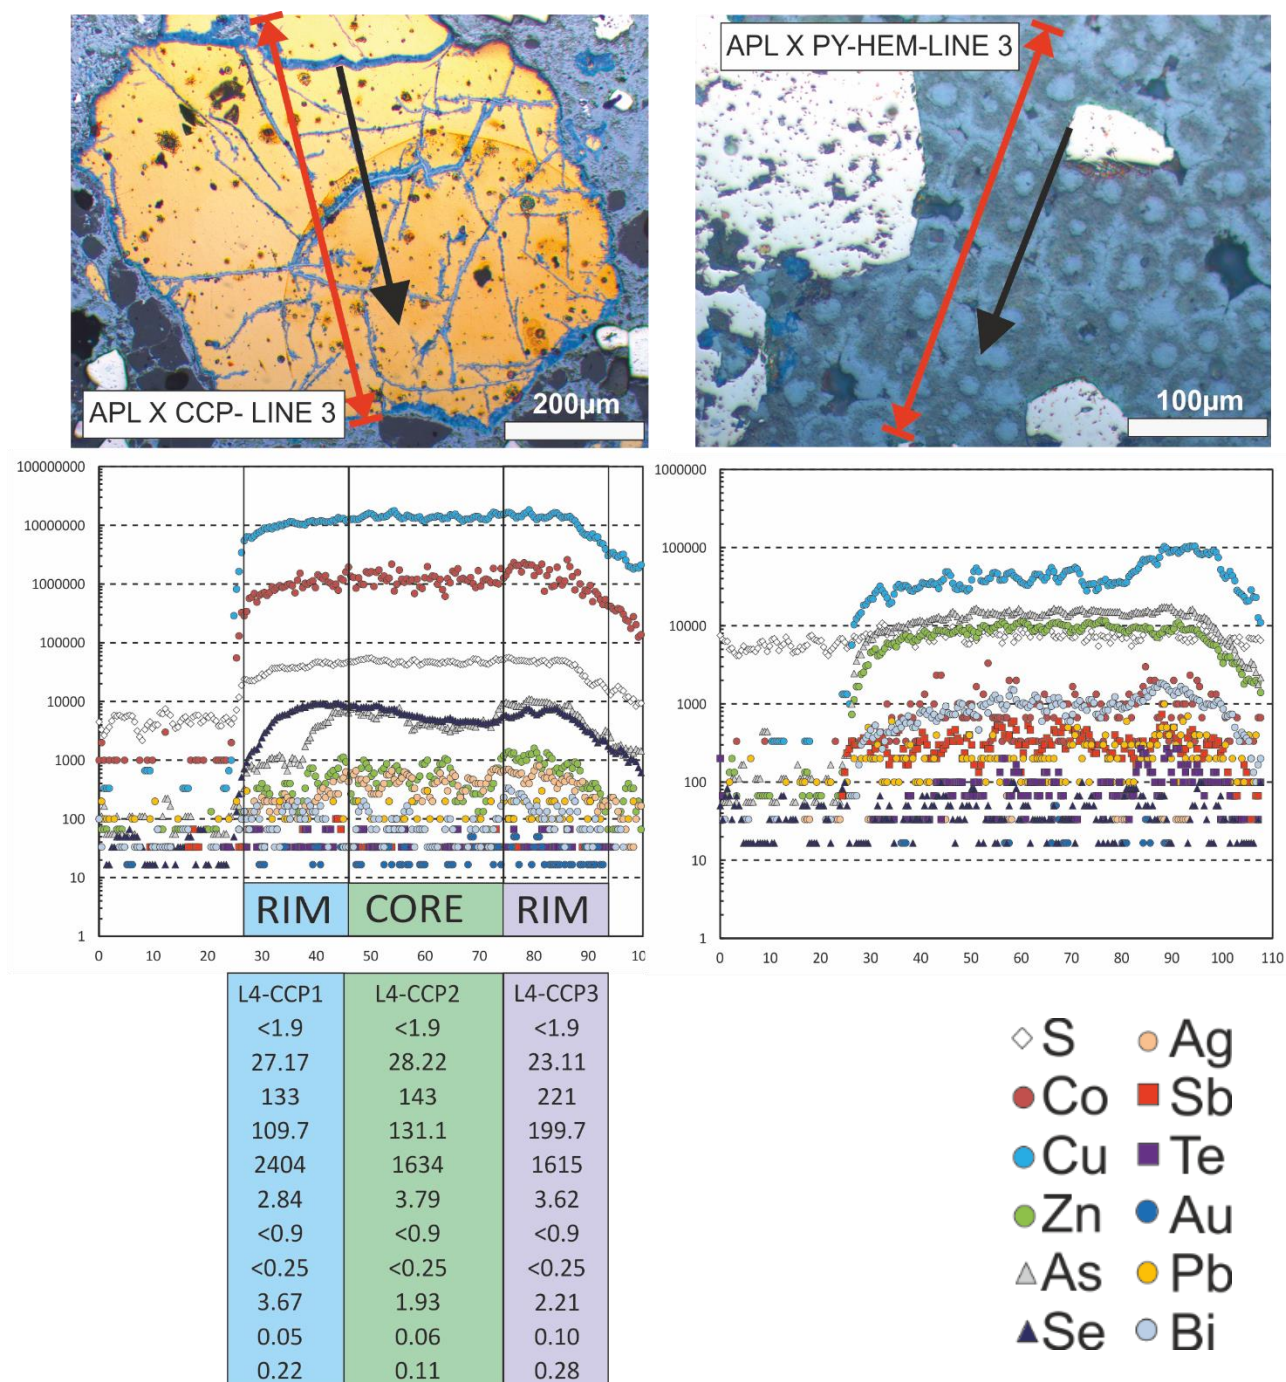 APL X CCP- LINE 3
200µm
APL X PY-HEM-LINE 3
100µm
100000000
10000000
1000000
100000
10000
1000
100
10
1
0 10 20 30 40 50 60 70 80 90 100
RIM CORE RIM
1000000
100000
10000
1000
100
10
1
0 10 20 30 40 50 60 70 80 90 100 110
L4-CCP1 L4-CCP2 L4-CCP3
<1.9 <1.9 <1.9
27.17 28.22 23.11
133 143 221
109.7 131.1 199.7
2404 1634 1615
2.84 3.79 3.62
<0.9 <0.9 <0.9
<0.25 <0.25 <0.25
3.67 1.93 2.21
0.05 0.06 0.10
0.22 0.11 0.28
S Ag
Co Sb
Cu Te
Zn Au
As Pb
Se Bi